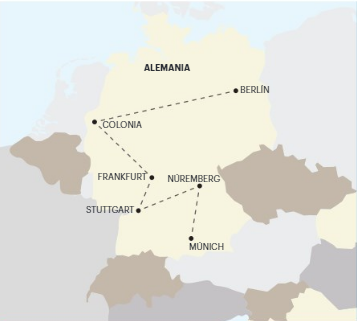 ALEMANIA
BERLÍN
COLONIA
FRANKFURT
NÚREMBERG
STUTTGART
MÚNICH